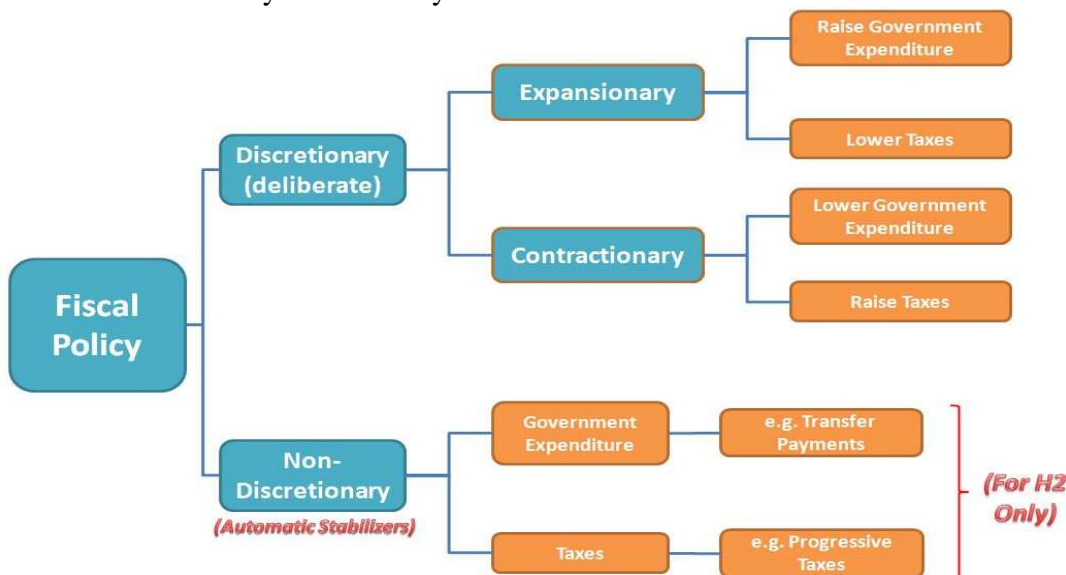 Raise Government
Expenditure
Expansionary
Lower Taxes
Discretionary
(deliberate)
Lower Government
Expenditure
Contractionary
Raise Taxes
Fiscal
Policy
Government
Expenditure
e.g. Transfer
Payments
Non-
Discretionary
(Automatic Stabilizers)
(For H2
Only)
Taxes
e.g. Progressive
Taxes